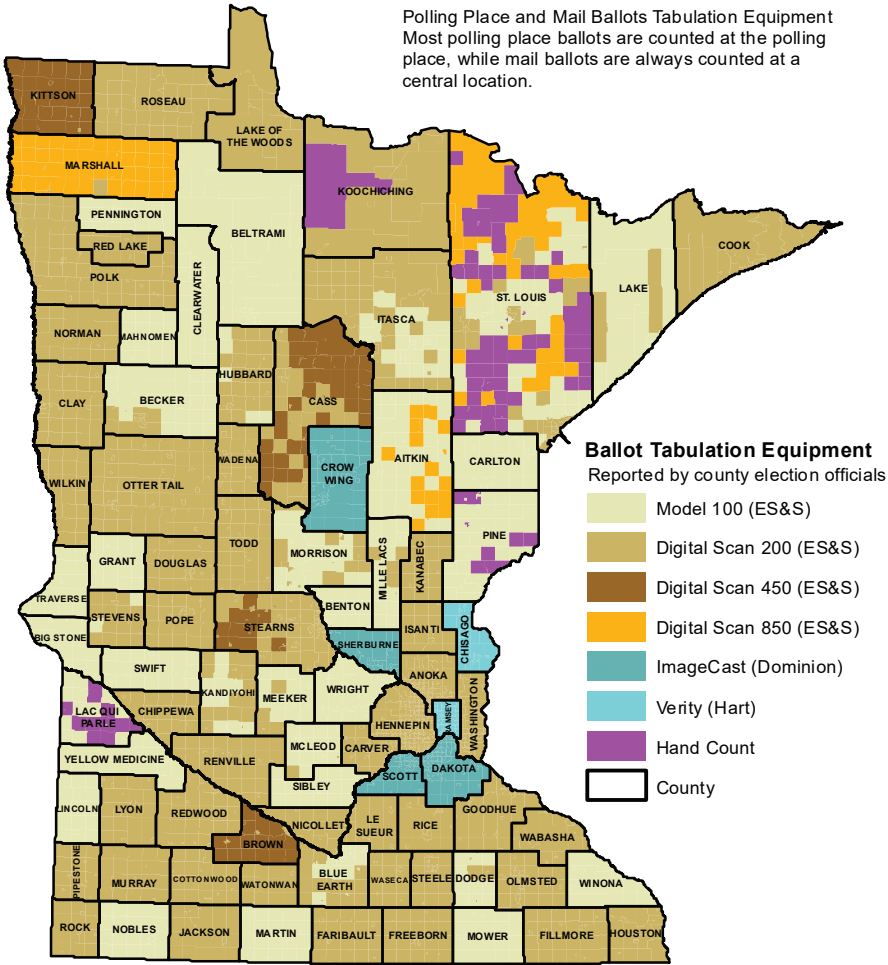 Polling Place and Mail Ballots Tabulation Equipment
Most polling place ballots are counted at the polling
place, while mail ballots are always counted at a
central location.
KITTSON
ROSEAU
LAKE OF
THE WOODS
MARSHALL
KOOCHICHING
PENNINGTON
BELTRAMI
RED LAKE
POLK
CLEARWATER
COOK
LAKE
ST. LOUIS
ITASCA
NORMAN
MAHNOMEN
HUBBARD
CASS
CLAY
BECKER
Ballot Tabulation Equipment
Reported by county election officials
Model 100 (ES&S)
Digital Scan 200 (ES&S)
Digital Scan 450 (ES&S)
Digital Scan 850 (ES&S)
ImageCast (Dominion)
Verity (Hart)
Hand Count
County
WADENA
CROW
WING
AITKIN
CARLTON
WILKIN
OTTER TAIL
PINE
TODD
MORRISON
MILLE LACS
KANABEC
GRANT
DOUGLAS
TRAVERSE
BENTON
STEVENS
POPE
STEARNS
ISANTI
CHISAGO
BIG STONE
SHERBURNE
SWIFT
ANOKA
KANDIYOHI
MEEKER
WRIGHT
WASHINGTON
LAC QUI
PARLE
CHIPPEWA
HENNEPIN
RAMSEY
MCLEOD
CARVER
YELLOW MEDICINE
RENVILLE
DAKOTA
SCOTT
SIBLEY
LINCOLN
LYON
REDWOOD
NICOLLET
LE
SUEUR
RICE
GOODHUE
BROWN
WABASHA
PIPESTONE
MURRAY
COTTONWOOD
WATONWAN
BLUE
EARTH
WASECA
STEELE
DODGE
OLMSTED
WINONA
ROCK
NOBLES
JACKSON
MARTIN
FARIBAULT
FREEBORN
MOWER
FILLMORE
HOUSTON